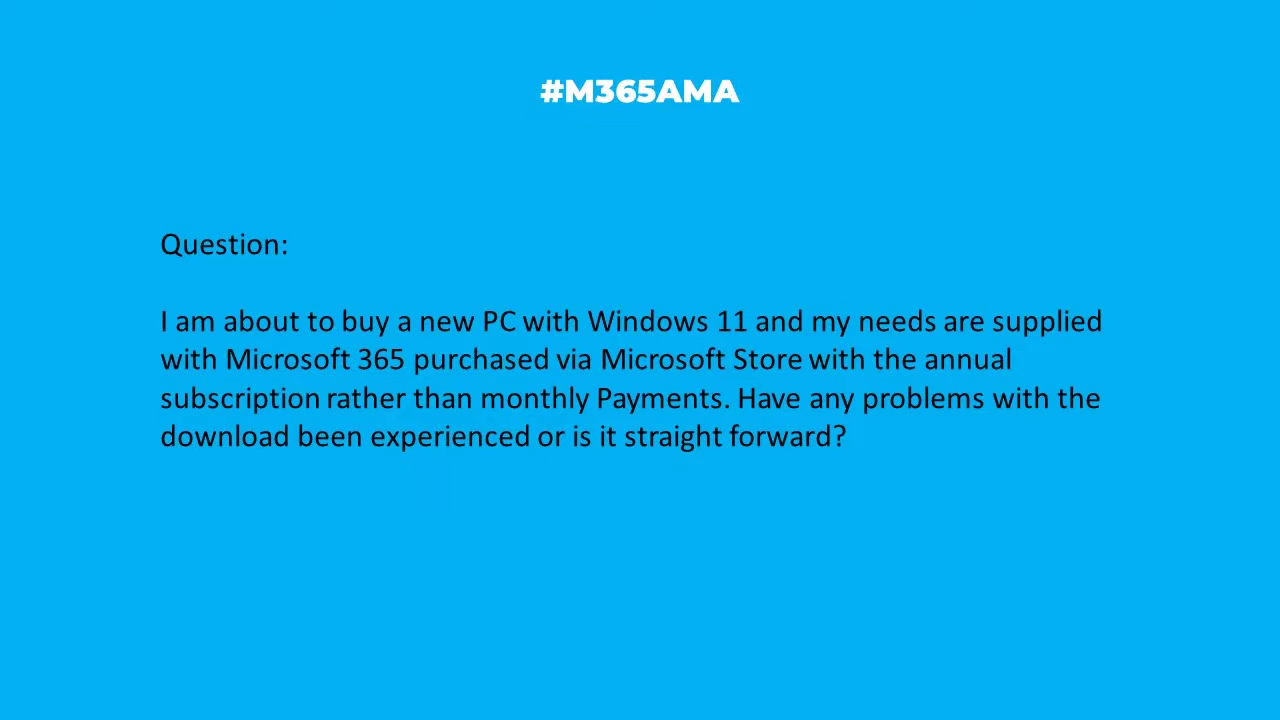 #M365AMA
Question:
I am about to buy a new PC with Windows 11 and my needs are supplied
with Microsoft 365 purchased via Microsoft Store with the annual
subscription rather than monthly Payments. Have any problems with the
download been experienced or is it straight forward?